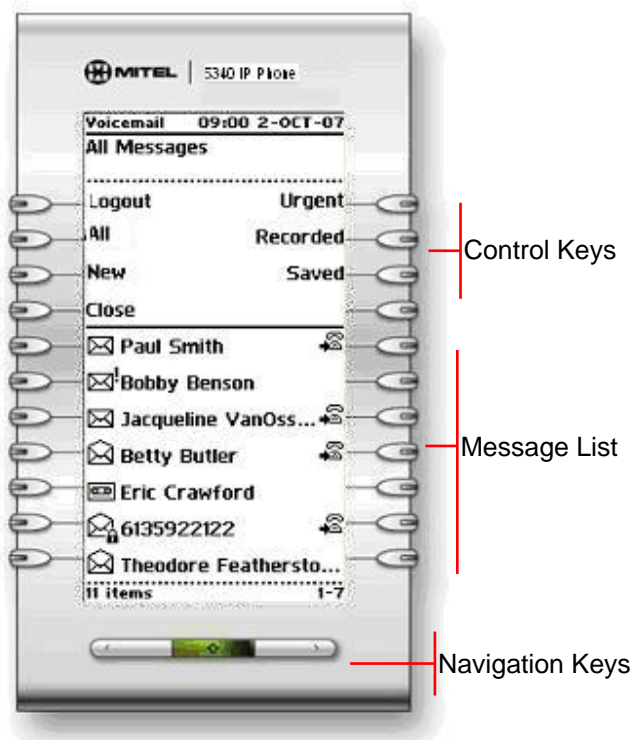 MITEL | 5340 IP Phone
Voicemail 09:00 2-OCT-07
All Messages
Logout Urgent
All Recorded
New Saved
Close
Control Keys
Paul Smith
! Bobby Benson
Jacqueline VanOss...
Betty Butler
Message List
Eric Crawford
6135922122
Theodore Feathersto...
11 items 1-7
Navigation Keys